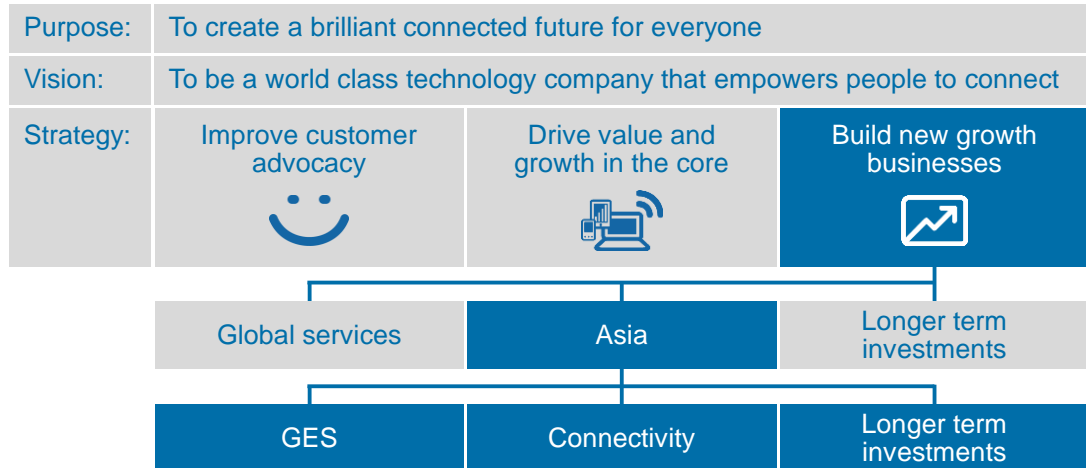 Purpose: To create a brilliant connected future for everyone
Vision: To be a world class technology company that empowers people to connect
Strategy: Improve customer advocacy
Drive value and growth in the core
Build new growth businesses
Global services
Asia
Longer term investments
GES
Connectivity
Longer term investments